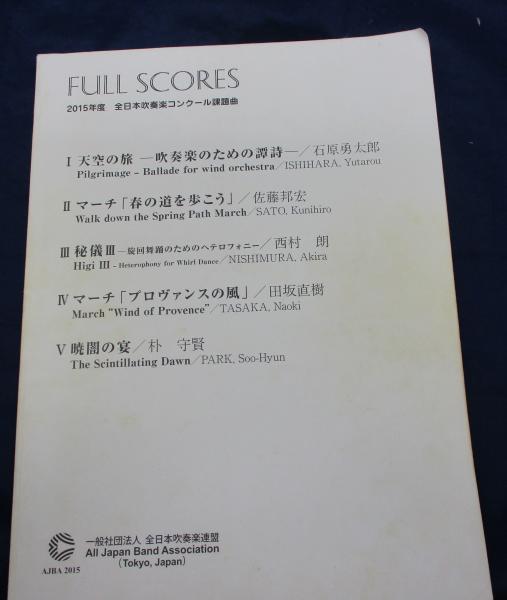 FULL SCORES
2015年度 全日本吹奏楽コンクール課題曲
Ⅰ 天空の旅 ―吹奏楽のための譚詩―／石原勇太郎
Pilgrimage – Ballade for wind orchestra／ISHIHARA, Yutarou
Ⅱ マーチ「春の道を歩こう」／佐藤邦宏
Walk down the Spring Path March／SATO, Kunihiro
Ⅲ 秘儀Ⅲ ―旋回舞踊のためのヘテロフォニー／西村 朗
Higi Ⅲ – Heterophony for Whirl Dance／NISHIMURA, Akira
Ⅳ マーチ「プロヴァンスの風」／田坂直樹
March "Wind of Provence"／TASAKA, Naoki
Ⅴ 暁闇の宴／朴 守賢
The Scintillating Dawn／PARK, Soo-Hyun
一般社団法人 全日本吹奏楽連盟
All Japan Band Association
(Tokyo, Japan)
AJBA 2015